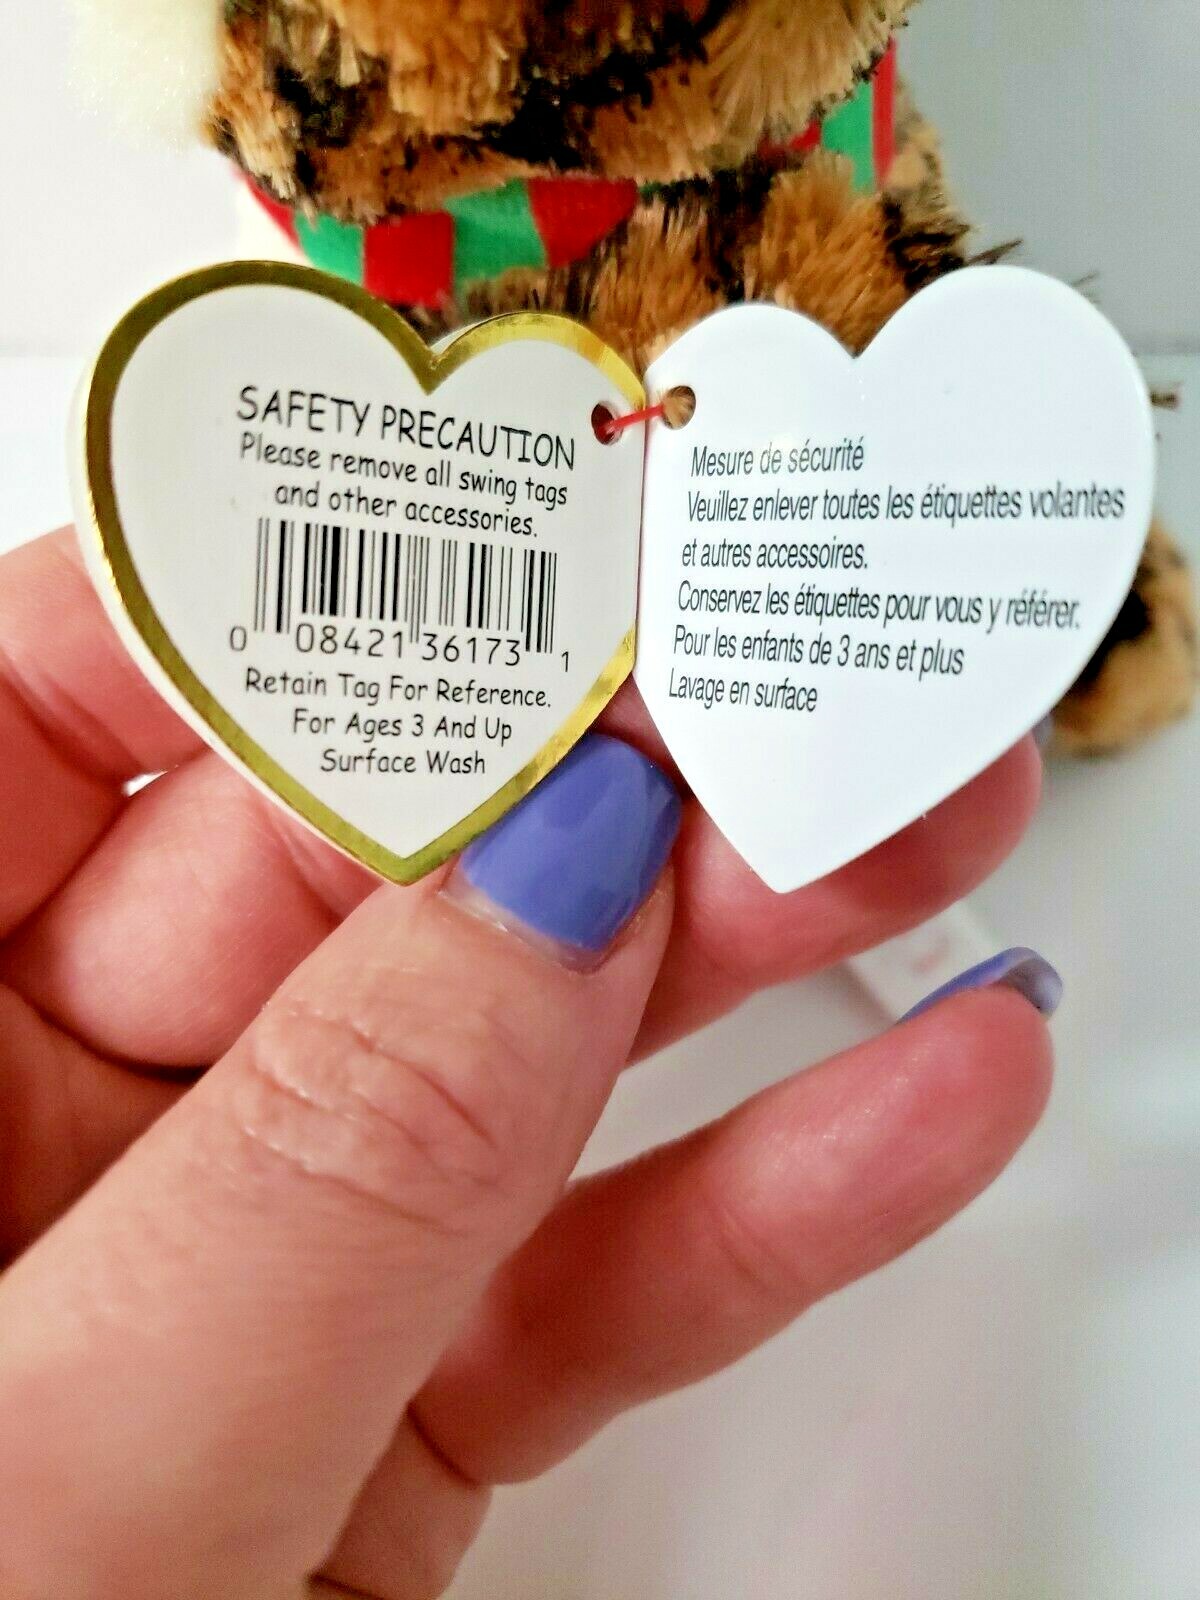 SAFETY PRECAUTION
Please remove all swing tags
and other accessories.
0 08421 36173 1
Retain Tag For Reference.
For Ages 3 And Up
Surface Wash
Mesure de sécurité
Veuillez enlever toutes les étiquettes volantes
et autres accessoires.
Conservez les étiquettes pour vous y référer.
Pour les enfants de 3 ans et plus
Lavage en surface